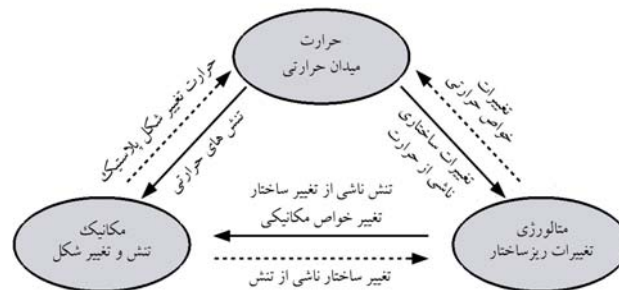 حرارت
میدان حرارتی
حرارت تغییر شکل پلاستیک
تنش های حرارتی
تغییرات
خواص حرارتی
تغییرات ساختاری
ناشی از حرارت
تنش ناشی از تغییر ساختار
تغییر خواص مکانیکی
مکانیک
تنش و تغییر شکل
متالورژی
تغییرات ریزساختار
تغییر ساختار ناشی از تنش